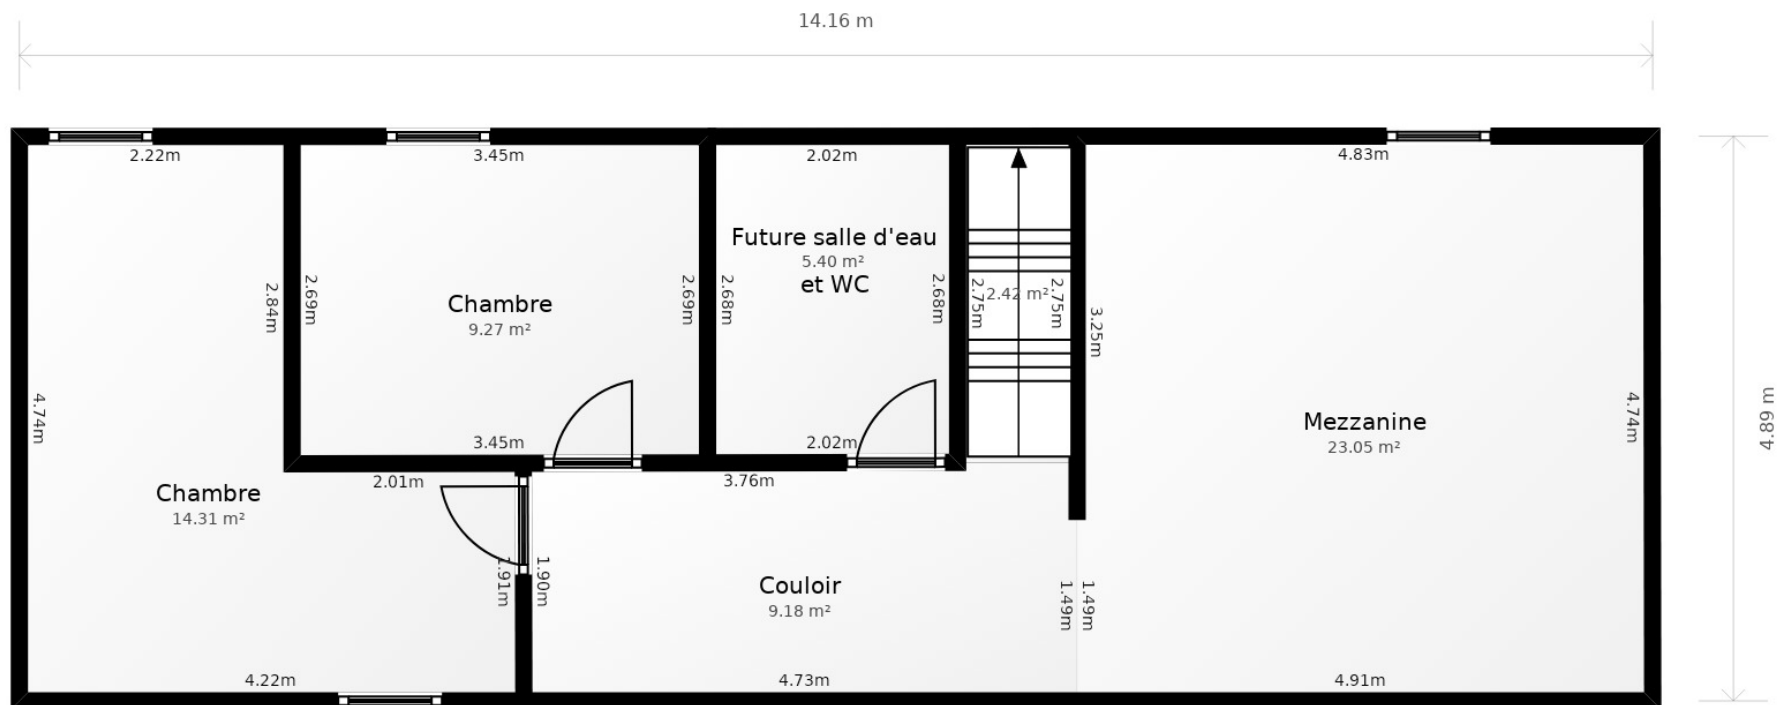 14.16 m
2.22m
3.45m
2.02m
4.83m
Future salle d'eau
5.40 m²
et WC
2.84m
2.69m
2.69m
2.68m
2.68m
2.75m
2.42 m²
2.75m
3.25m
Chambre
9.27 m²
4.74m
3.45m
2.02m
Mezzanine
23.05 m²
4.74m
4.89 m
2.01m
3.76m
Chambre
14.31 m²
1.91m
1.90m
Couloir
9.18 m²
1.49m
1.49m
4.22m
4.73m
4.91m